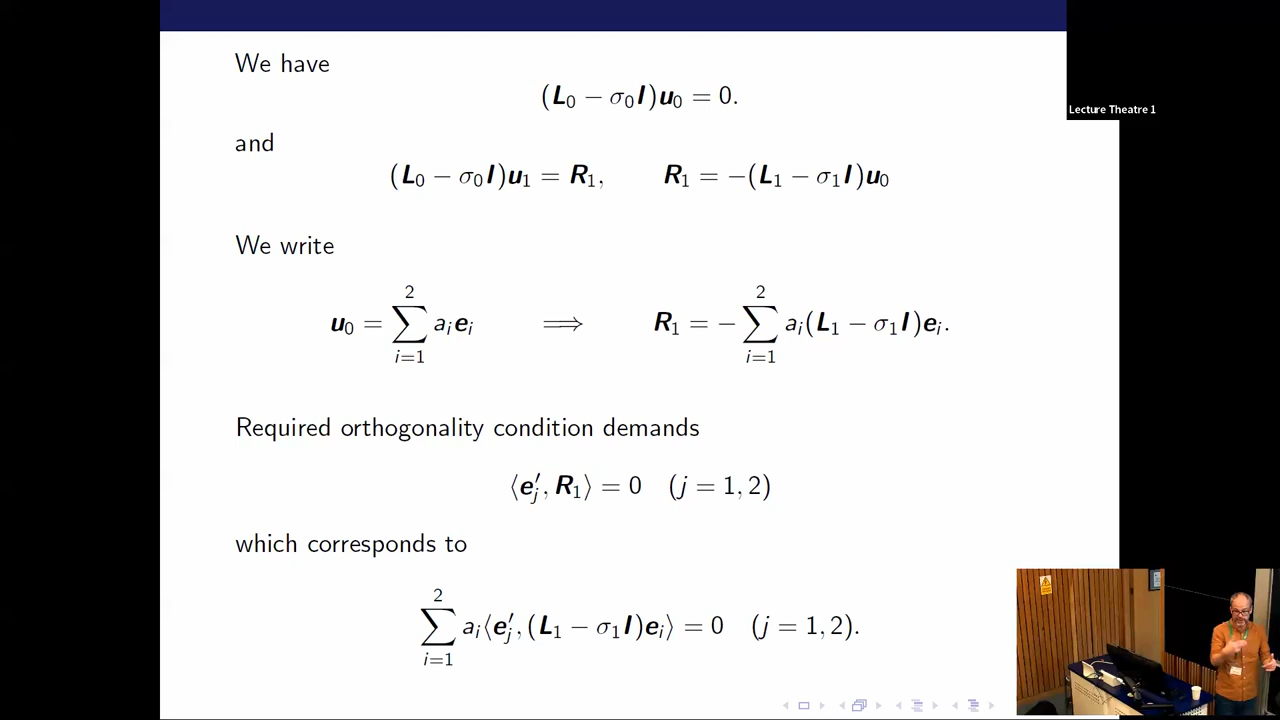 We have
(L₀ − σ₀I)u₀ = 0.
and
(L₀ − σ₀I)u₁ = R₁, R₁ = −(L₁ − σ₁I)u₀
We write
u₀ = ∑_{i=1}^{2} aᵢeᵢ ⟹ R₁ = − ∑_{i=1}^{2} aᵢ(L₁ − σ₁I)eᵢ.
Required orthogonality condition demands
⟨e′ⱼ, R₁⟩ = 0 (j = 1, 2)
which corresponds to
∑_{i=1}^{2} aᵢ⟨e′ⱼ, (L₁ − σ₁I)eᵢ⟩ = 0 (j = 1, 2).
Lecture Theatre 1